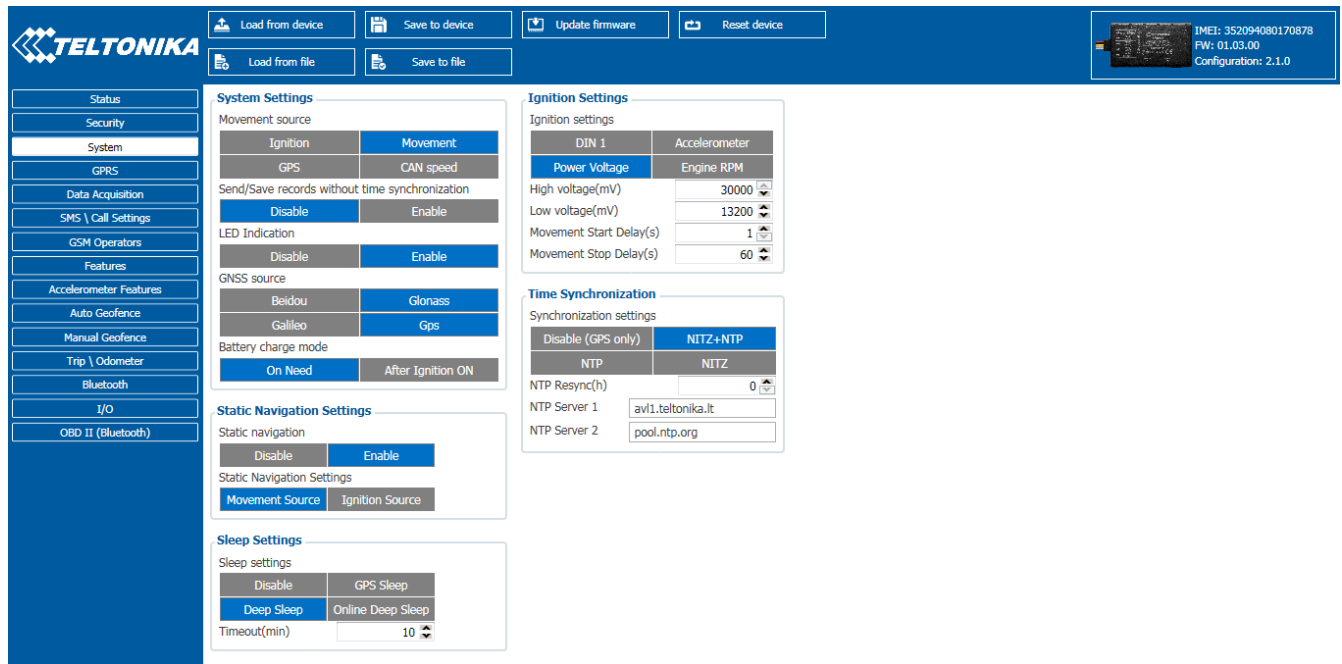 TELTONIKA
Load from device
Save to device
Update firmware
Reset device
Load from file
Save to file
IMEI: 352094080170878
FW: 01.03.00
Configuration: 2.1.0
Status
Security
System
GPRS
Data Acquisition
SMS \ Call Settings
GSM Operators
Features
Accelerometer Features
Auto Geofence
Manual Geofence
Trip \ Odometer
Bluetooth
I/O
OBD II (Bluetooth)
System Settings
Movement source
Ignition Movement
GPS CAN speed
Send/Save records without time synchronization
Disable Enable
LED Indication
Disable Enable
GNSS source
Beidou Glonass
Galileo Gps
Battery charge mode
On Need After Ignition ON
Static Navigation Settings
Static navigation
Disable Enable
Static Navigation Settings
Movement Source Ignition Source
Sleep Settings
Sleep settings
Disable GPS Sleep
Deep Sleep Online Deep Sleep
Timeout(min) 10
Ignition Settings
Ignition settings
DIN 1 Accelerometer
Power Voltage Engine RPM
High voltage(mV) 30000
Low voltage(mV) 13200
Movement Start Delay(s) 1
Movement Stop Delay(s) 60
Time Synchronization
Synchronization settings
Disable (GPS only) NITZ+NTP
NTP NITZ
NTP Resync(h) 0
NTP Server 1 avl1.teltonika.lt
NTP Server 2 pool.ntp.org